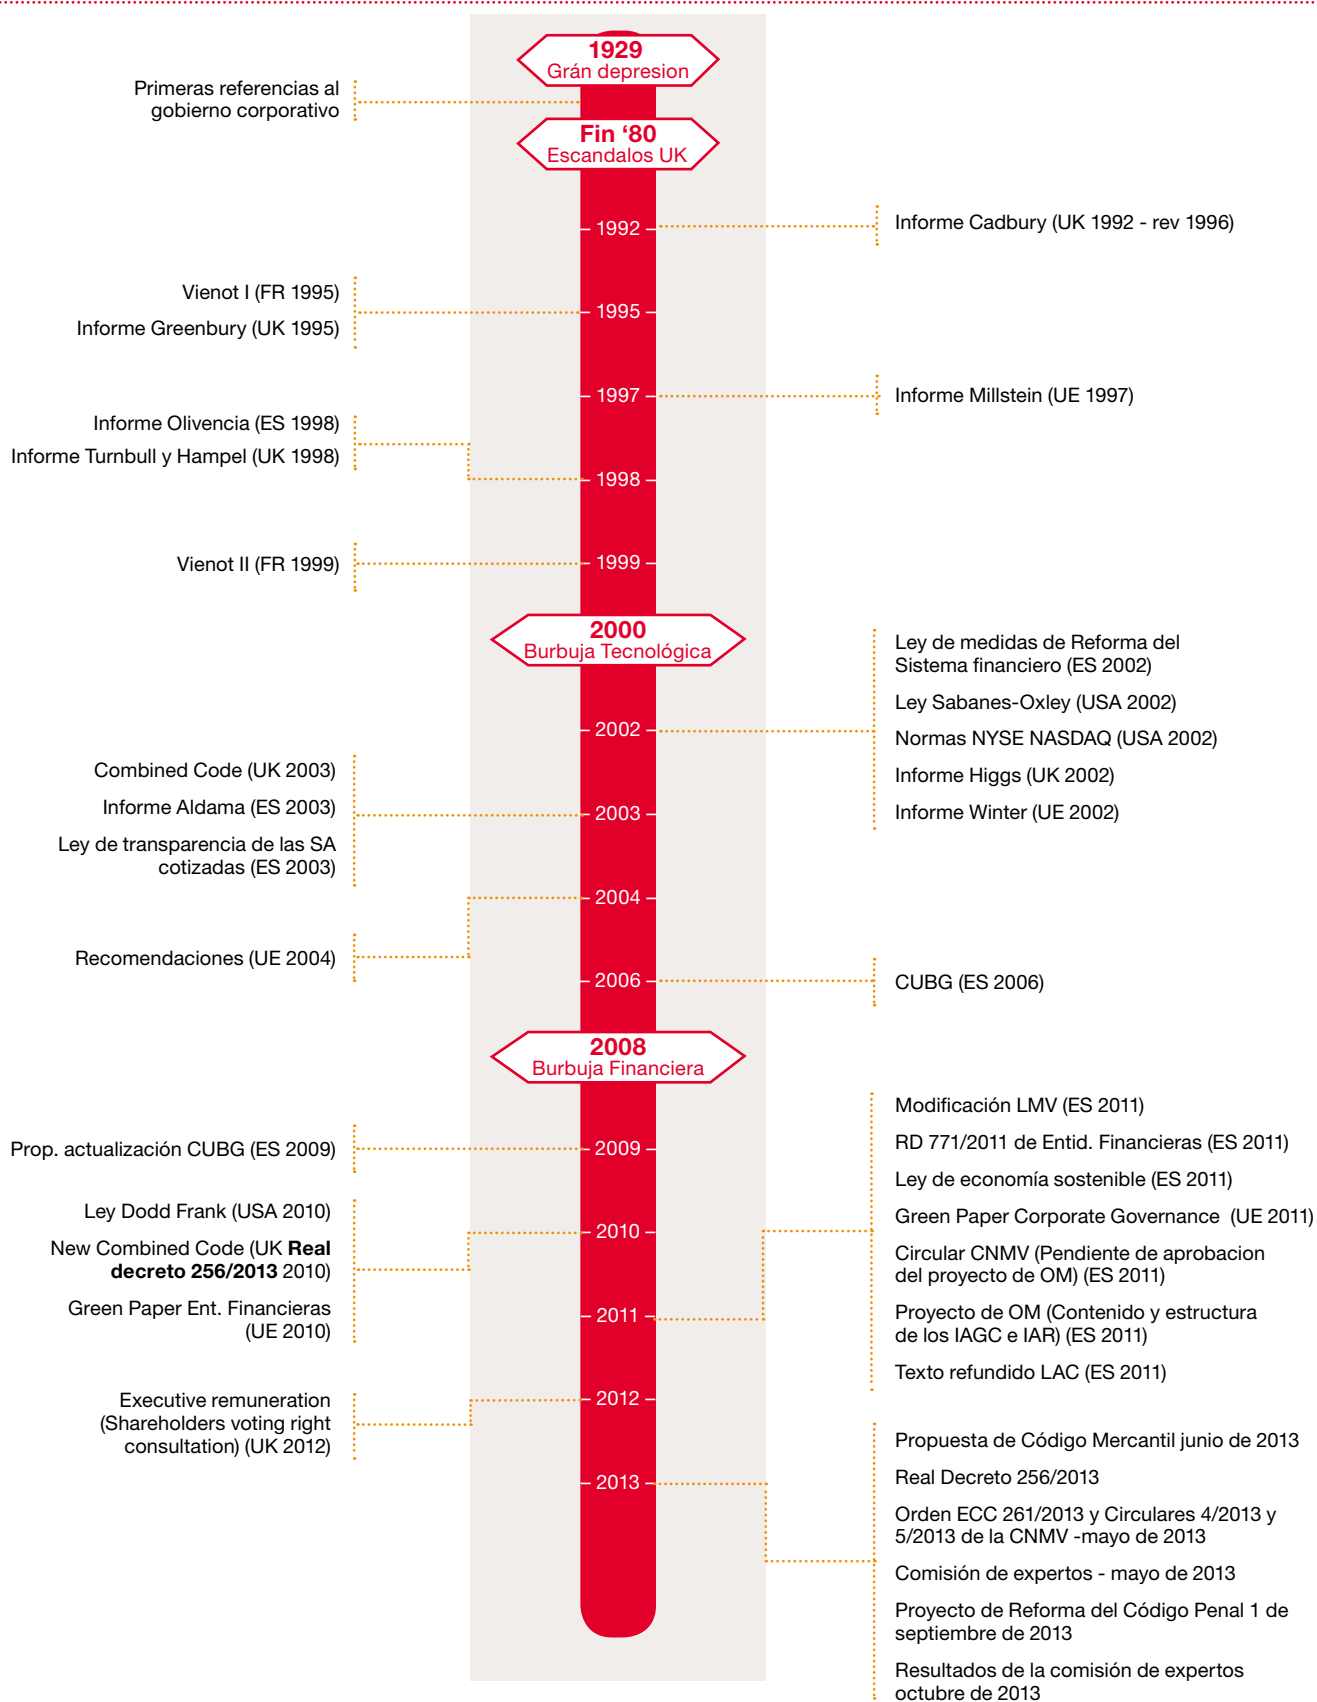 1929
Grán depresion
Primeras referencias al
gobierno corporativo
Fin ‘80
Escandalos UK
1992
Informe Cadbury (UK 1992 - rev 1996)
Vienot I (FR 1995)
Informe Greenbury (UK 1995)
1995
1997
Informe Millstein (UE 1997)
Informe Olivencia (ES 1998)
Informe Turnbull y Hampel (UK 1998)
1998
Vienot II (FR 1999)
1999
2000
Burbuja Tecnológica
2002
Ley de medidas de Reforma del
Sistema financiero (ES 2002)
Ley Sabanes-Oxley (USA 2002)
Normas NYSE NASDAQ (USA 2002)
Informe Higgs (UK 2002)
Informe Winter (UE 2002)
Combined Code (UK 2003)
Informe Aldama (ES 2003)
Ley de transparencia de las SA
cotizadas (ES 2003)
2003
2004
Recomendaciones (UE 2004)
2006
CUBG (ES 2006)
2008
Burbuja Financiera
Prop. actualización CUBG (ES 2009)
2009
Ley Dodd Frank (USA 2010)
New Combined Code (UK Real
decreto 256/2013 2010)
Green Paper Ent. Financieras
(UE 2010)
2010
2011
Modificación LMV (ES 2011)
RD 771/2011 de Entid. Financieras (ES 2011)
Ley de economía sostenible (ES 2011)
Green Paper Corporate Governance (UE 2011)
Circular CNMV (Pendiente de aprobacion
del proyecto de OM) (ES 2011)
Proyecto de OM (Contenido y estructura
de los IAGC e IAR) (ES 2011)
Texto refundido LAC (ES 2011)
Executive remuneration
(Shareholders voting right
consultation) (UK 2012)
2012
2013
Propuesta de Código Mercantil junio de 2013
Real Decreto 256/2013
Orden ECC 261/2013 y Circulares 4/2013 y
5/2013 de la CNMV -mayo de 2013
Comisión de expertos - mayo de 2013
Proyecto de Reforma del Código Penal 1 de
septiembre de 2013
Resultados de la comisión de expertos
octubre de 2013